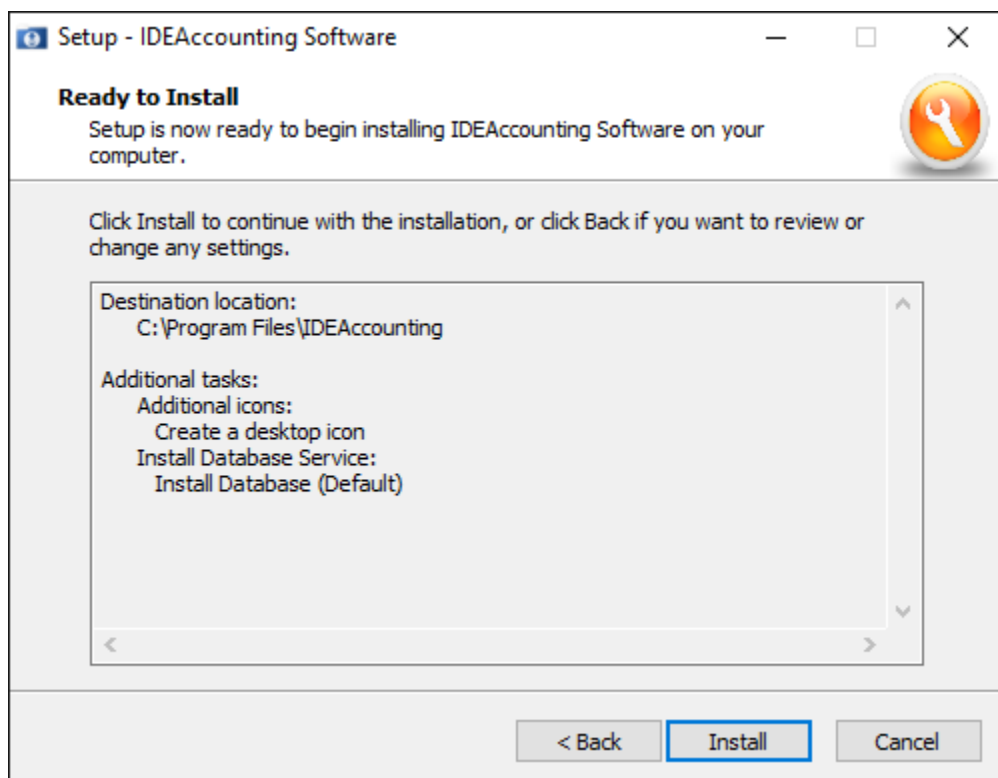 Setup - IDEAccounting Software
Ready to Install
Setup is now ready to begin installing IDEAccounting Software on your
computer.
Click Install to continue with the installation, or click Back if you want to review or
change any settings.
Destination location:
C:\Program Files\IDEAccounting
Additional tasks:
Additional icons:
Create a desktop icon
Install Database Service:
Install Database (Default)
< Back
Install
Cancel